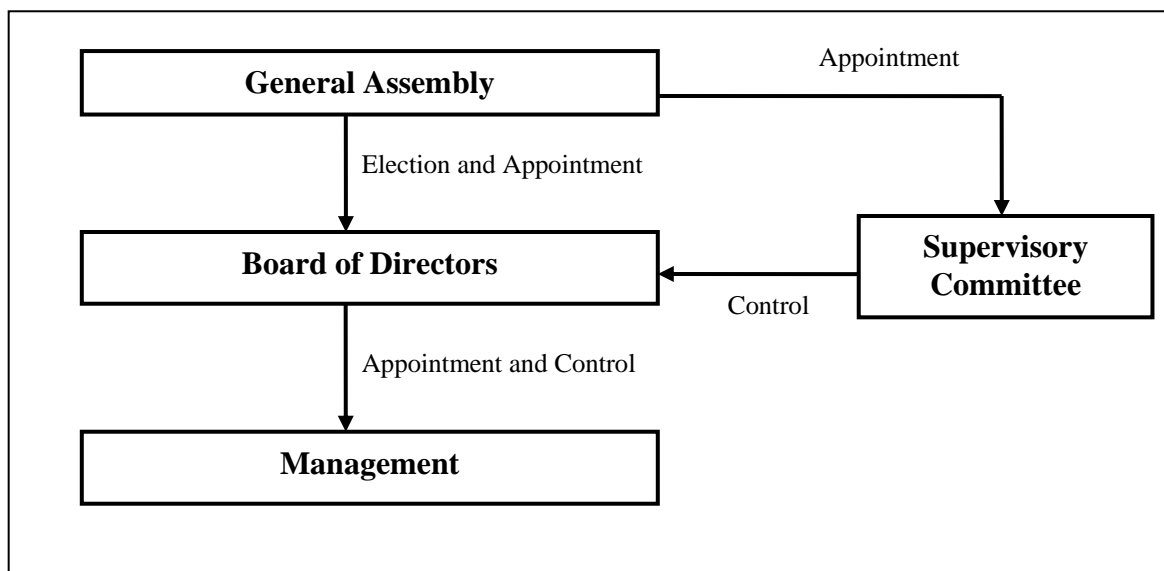 General Assembly
Appointment
Election and Appointment
Board of Directors
Supervisory
Committee
Control
Appointment and Control
Management